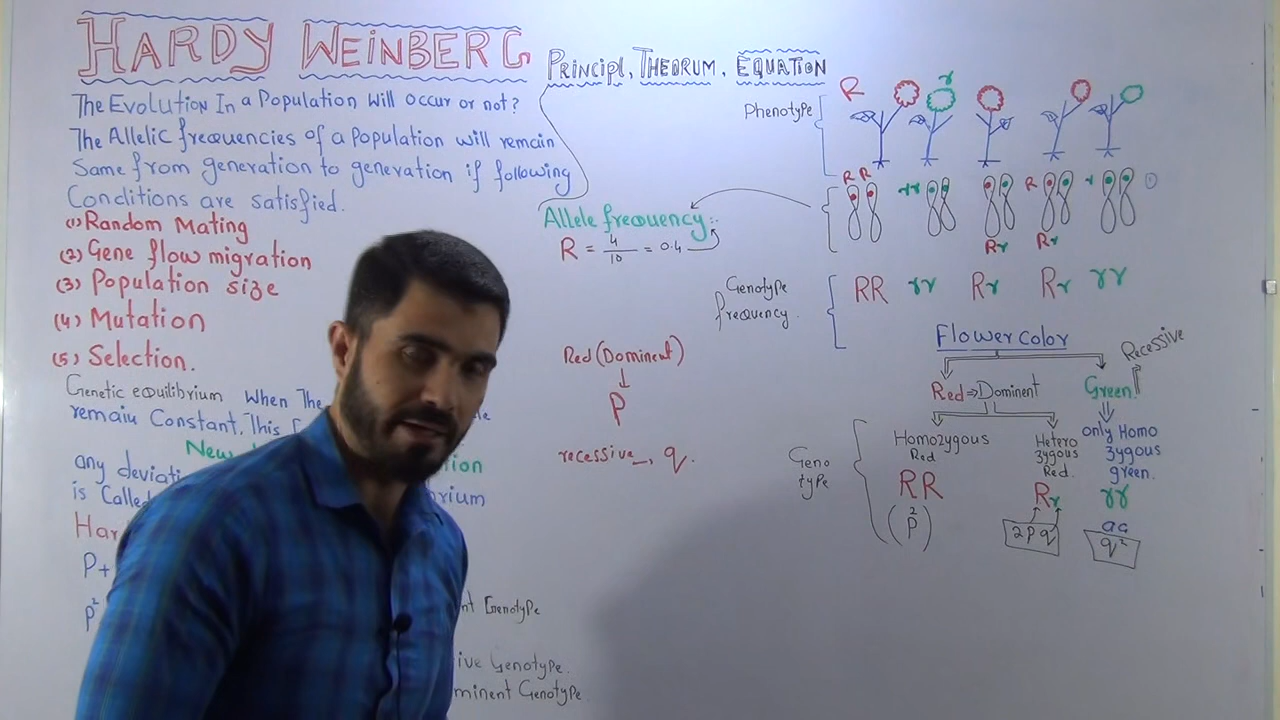 HARDY WEINBERG
PRINCIPL, THEORUM, EQUATION
The Evolution In a Population will occur or not?
The Allelic frequencies of a Population will remain
Same from generation to generation if following
Conditions are satisfied.
(1) Random Mating
(2) Gene flow migration
(3) Population size
(4) Mutation
(5) Selection.
Genetic equilibrium When The
remain Constant. This
New
any
is Called
P+
p²
nt Genotype
ive Genotype.
minent Genotype.
Allele frequency:-
R = 4/10 = 0.4
Red (Dominent)
P
recessive → q.
Phenotype
R r
RR rr R r
Rr Rr
Genotype
frequency.
RR rr Rr Rr rr
Flower color
Red ⇒ Dominent
Green.
Recessive
Geno
type
Homozygous
Red
RR
(p²)
Hetero
zygous
Red.
Rr
2pq
only Homo
zygous
green.
rr
q²